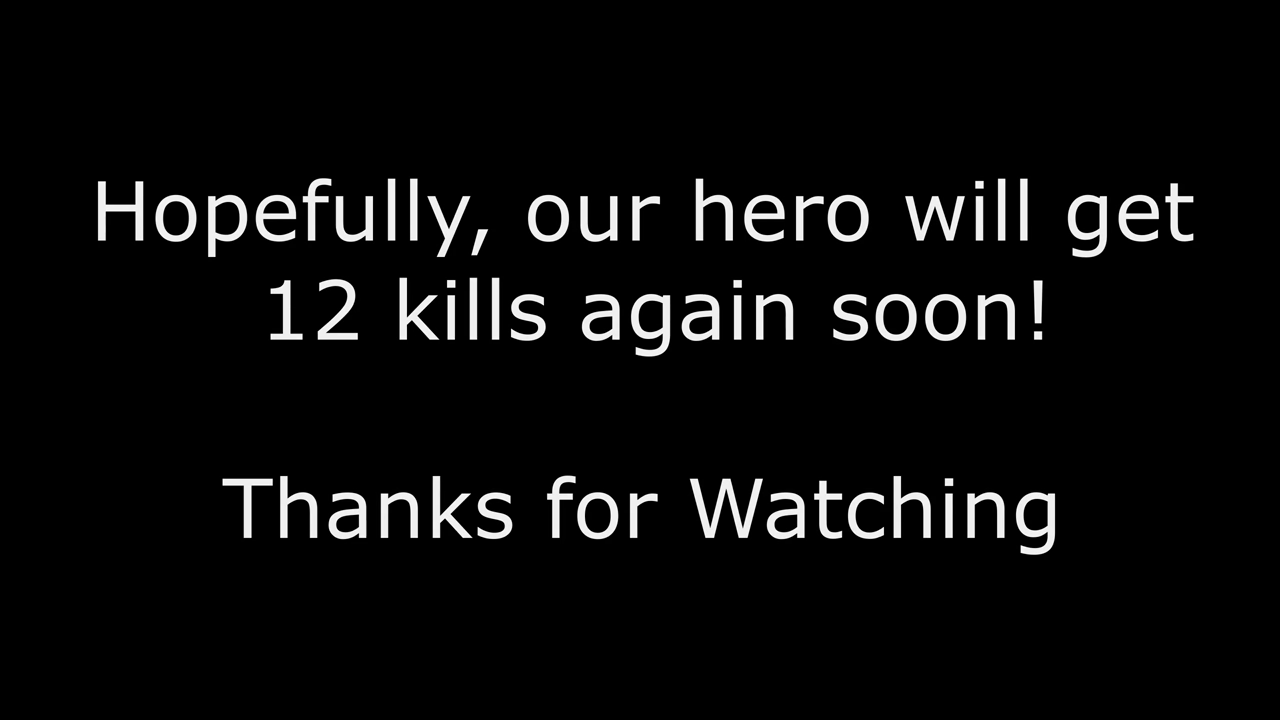 Hopefully, our hero will get
12 kills again soon!
Thanks for Watching